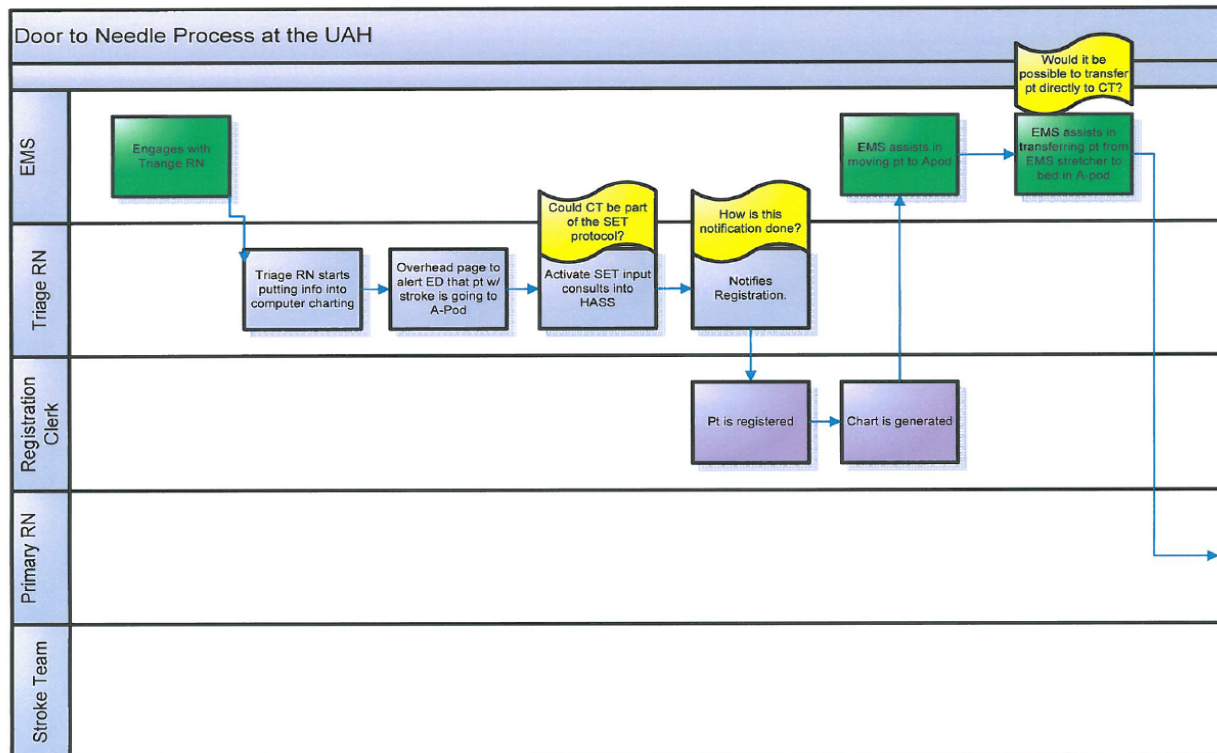 Door to Needle Process at the UAH
Would it be
possible to transfer
pt directly to CT?
EMS
Engages with
Triange RN
EMS assists in
moving pt to Apod
EMS assists in
transferring pt from
EMS stretcher to
bed in A-pod
Could CT be part
of the SET
protocol?
How is this
notification done?
Triage RN
Triage RN starts
putting info into
computer charting
Overhead page to
alert ED that pt w/
stroke is going to
A-Pod
Activate SET input
consults into
HASS
Notifies
Registration.
Registration
Clerk
Pt is registered
Chart is generated
Primary RN
Stroke Team